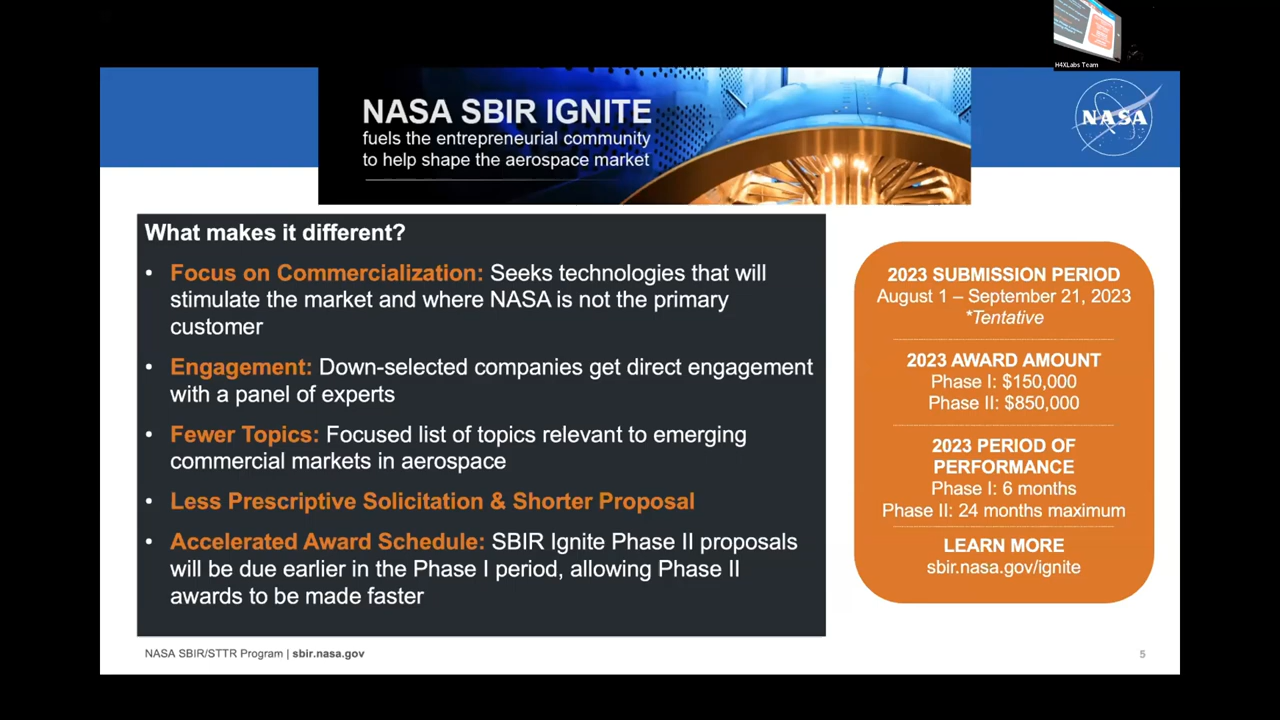 H4XLabs Team
NASA SBIR IGNITE
fuels the entrepreneurial community
to help shape the aerospace market
NASA
What makes it different?
• Focus on Commercialization: Seeks technologies that will
stimulate the market and where NASA is not the primary
customer
• Engagement: Down-selected companies get direct engagement
with a panel of experts
• Fewer Topics: Focused list of topics relevant to emerging
commercial markets in aerospace
• Less Prescriptive Solicitation & Shorter Proposal
• Accelerated Award Schedule: SBIR Ignite Phase II proposals
will be due earlier in the Phase I period, allowing Phase II
awards to be made faster
2023 SUBMISSION PERIOD
August 1 – September 21, 2023
*Tentative
2023 AWARD AMOUNT
Phase I: $150,000
Phase II: $850,000
2023 PERIOD OF
PERFORMANCE
Phase I: 6 months
Phase II: 24 months maximum
LEARN MORE
sbir.nasa.gov/ignite
NASA SBIR/STTR Program | sbir.nasa.gov
5